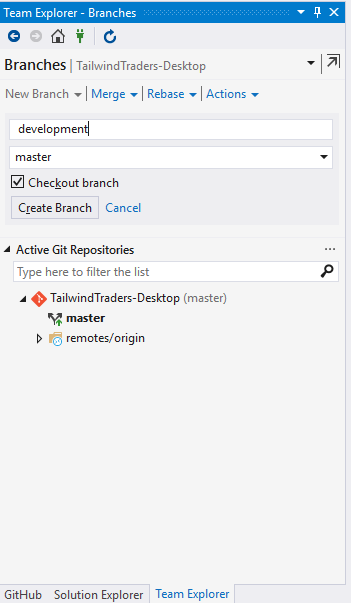 Team Explorer - Branches
Branches | TailwindTraders-Desktop
New Branch | Merge | Rebase | Actions
development
master
Checkout branch
Create Branch Cancel
Active Git Repositories ...
Type here to filter the list
TailwindTraders-Desktop (master)
master
remotes/origin
GitHub Solution Explorer Team Explorer